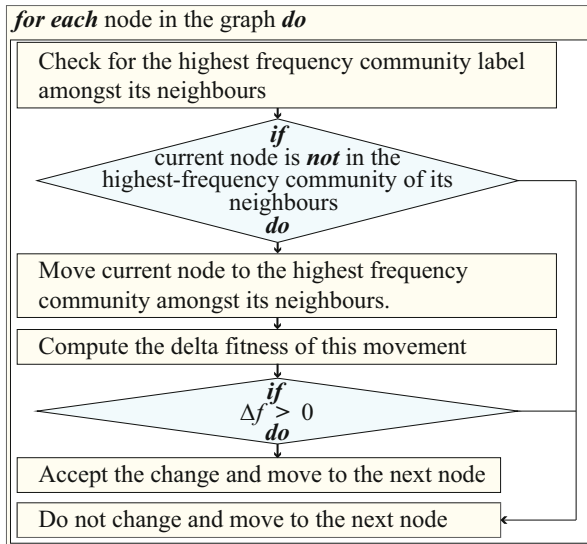 for each node in the graph do
Check for the highest frequency community label
amongst its neighbours
if
current node is not in the
highest-frequency community of its
neighbours
do
Move current node to the highest frequency
community amongst its neighbours.
Compute the delta fitness of this movement
if
Δf > 0
do
Accept the change and move to the next node
Do not change and move to the next node